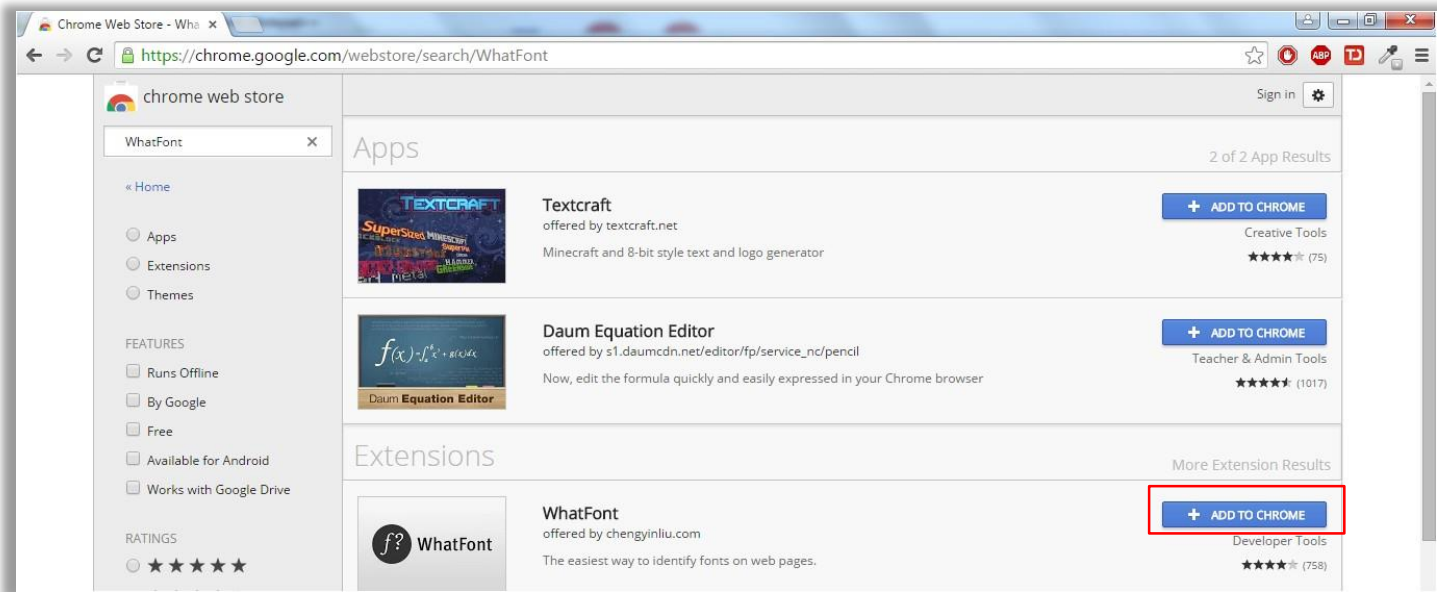 Chrome Web Store - Wha
https://chrome.google.com/webstore/search/WhatFont
ABP
chrome web store
Sign in
WhatFont
« Home
Apps
Extensions
Themes
FEATURES
Runs Offline
By Google
Free
Available for Android
Works with Google Drive
RATINGS
Apps
2 of 2 App Results
TEXTCRAFT
SuperSized MINECRAFT
Textcraft
offered by textcraft.net
Minecraft and 8-bit style text and logo generator
+ ADD TO CHROME
Creative Tools
(75)
Daum Equation Editor
Daum Equation Editor
offered by s1.daumcdn.net/editor/fp/service_nc/pencil
Now, edit the formula quickly and easily expressed in your Chrome browser
+ ADD TO CHROME
Teacher & Admin Tools
(1017)
Extensions
More Extension Results
f? WhatFont
WhatFont
offered by chengyinliu.com
The easiest way to identify fonts on web pages.
+ ADD TO CHROME
Developer Tools
(758)